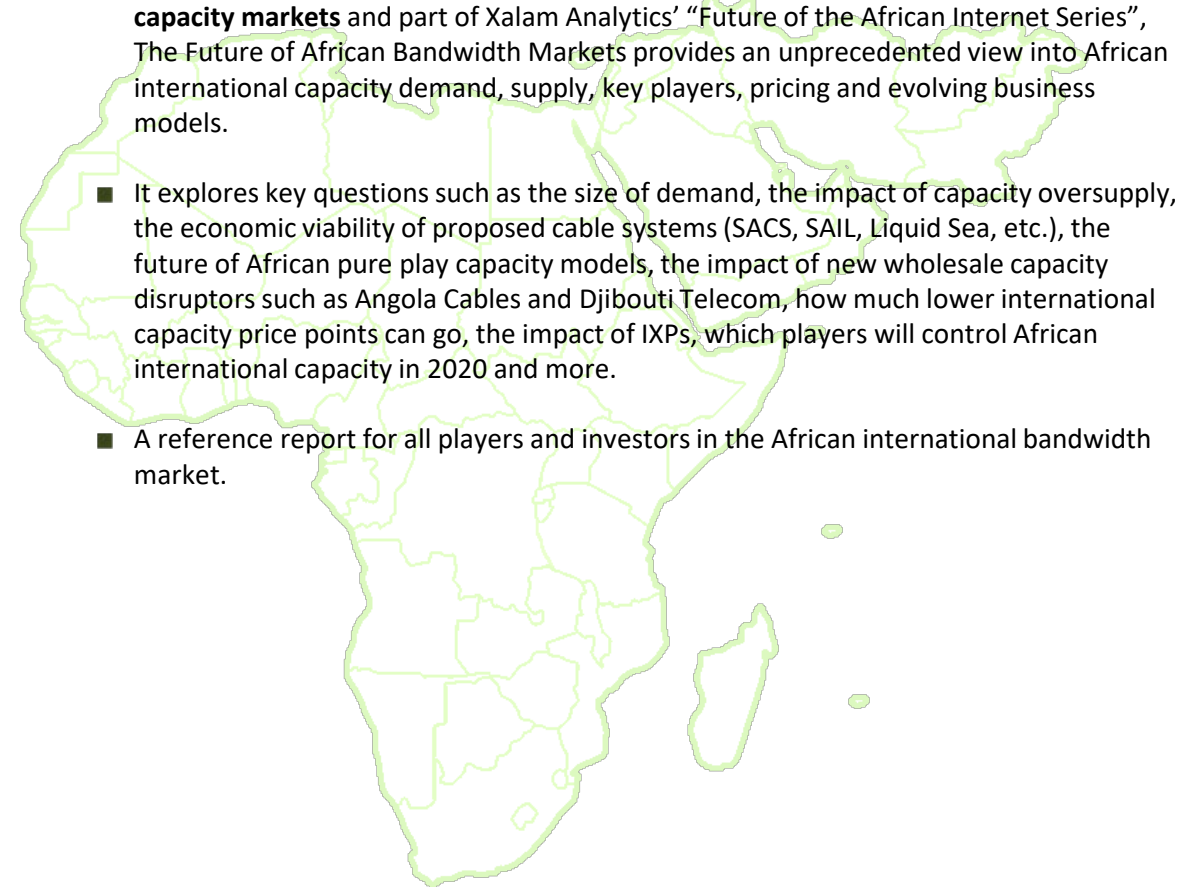 capacity markets and part of Xalam Analytics’ “Future of the African Internet Series”,
The Future of African Bandwidth Markets provides an unprecedented view into African
international capacity demand, supply, key players, pricing and evolving business
models.
It explores key questions such as the size of demand, the impact of capacity oversupply,
the economic viability of proposed cable systems (SACS, SAIL, Liquid Sea, etc.), the
future of African pure play capacity models, the impact of new wholesale capacity
disruptors such as Angola Cables and Djibouti Telecom, how much lower international
capacity price points can go, the impact of IXPs, which players will control African
international capacity in 2020 and more.
A reference report for all players and investors in the African international bandwidth
market.